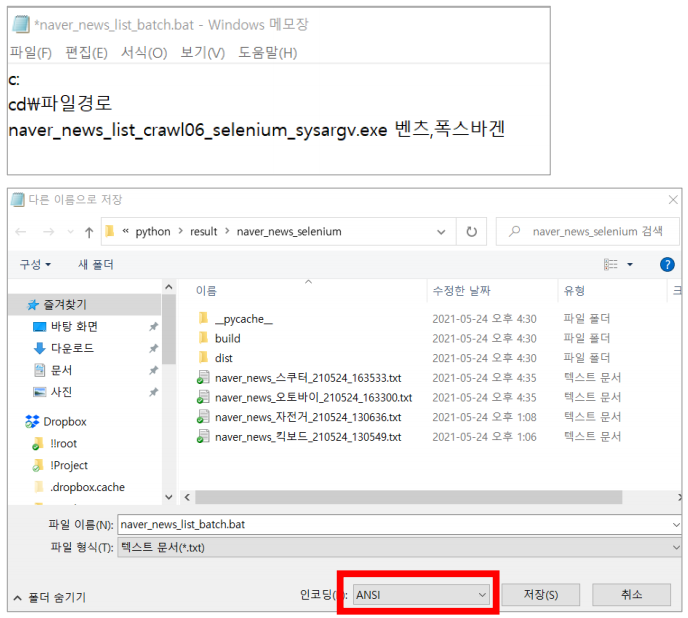 *naver_news_list_batch.bat - Windows 메모장
파일(F) 편집(E) 서식(O) 보기(V) 도움말(H)
c:
cd₩파일경로
naver_news_list_crawl06_selenium_sysargv.exe 벤츠,폭스바겐
다른 이름으로 저장
« python > result > naver_news_selenium
naver_news_selenium 검색
구성 새 폴더
이름 수정한 날짜 유형 크
즐겨찾기
바탕 화면
다운로드
문서
사진
Dropbox
!!root
!Project
.dropbox.cache
__pycache__ 2021-05-24 오후 4:30 파일 폴더
build 2021-05-24 오후 4:30 파일 폴더
dist 2021-05-24 오후 4:30 파일 폴더
naver_news_스쿠터_210524_163533.txt 2021-05-24 오후 4:35 텍스트 문서
naver_news_오토바이_210524_163300.txt 2021-05-24 오후 4:35 텍스트 문서
naver_news_자전거_210524_130636.txt 2021-05-24 오후 1:08 텍스트 문서
naver_news_킥보드_210524_130549.txt 2021-05-24 오후 1:06 텍스트 문서
파일 이름(N): naver_news_list_batch.bat
파일 형식(T): 텍스트 문서(*.txt)
폴더 숨기기
인코딩 ANSI
저장(S) 취소